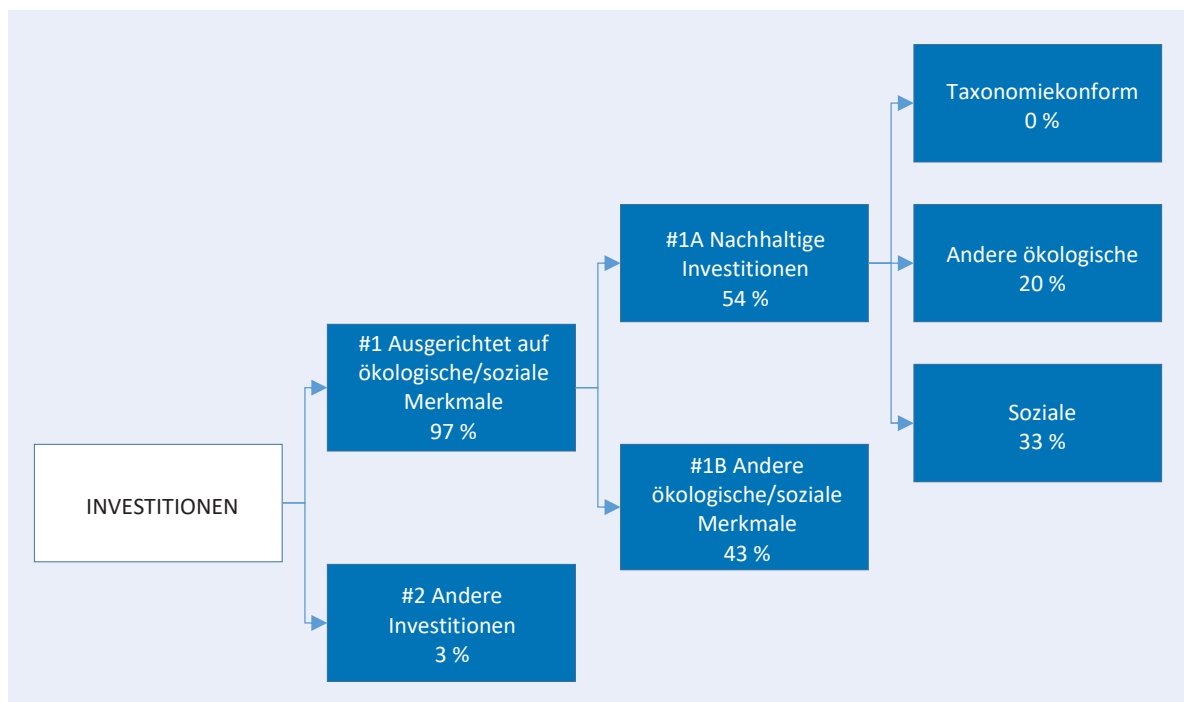 INVESTITIONEN
#1 Ausgerichtet auf
ökologische/soziale
Merkmale
97 %
#2 Andere
Investitionen
3 %
#1A Nachhaltige
Investitionen
54 %
#1B Andere
ökologische/soziale
Merkmale
43 %
Taxonomiekonform
0 %
Andere ökologische
20 %
Soziale
33 %